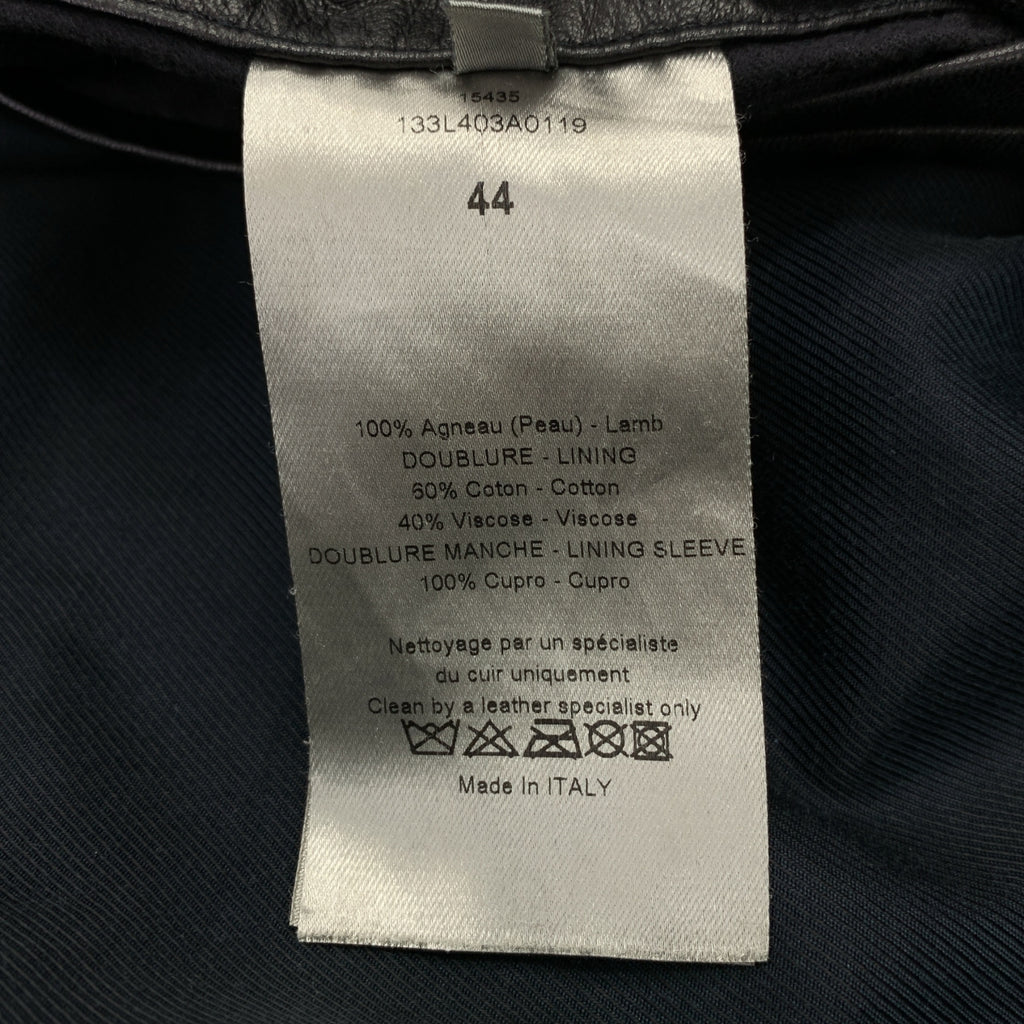 15435
133L403A0119
44
100% Agneau (Peau) - Lamb
DOUBLURE - LINING
60% Coton - Cotton
40% Viscose - Viscose
DOUBLURE MANCHE - LINING SLEEVE
100% Cupro - Cupro
Nettoyage par un spécialiste
du cuir uniquement
Clean by a leather specialist only
Made In ITALY